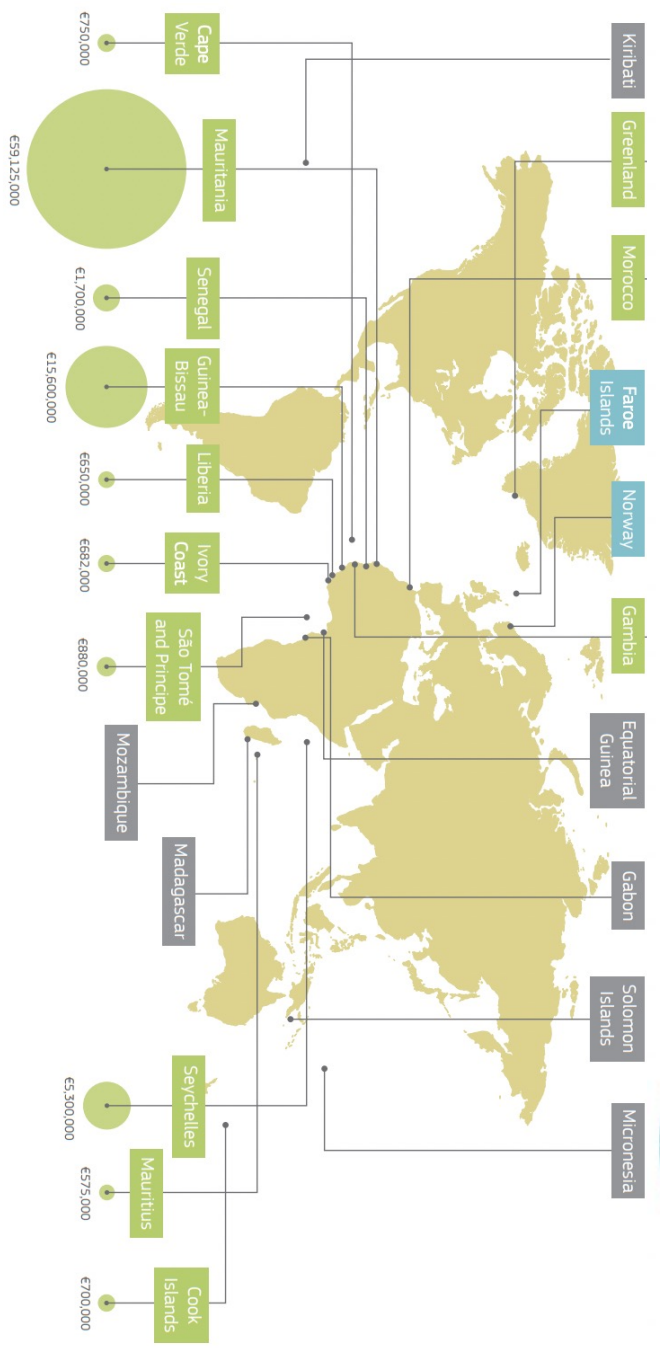 Kiribati
Greenland
Morocco
Faroe
Islands
Norway
Gambia
Equatorial
Guinea
Gabon
Solomon
Islands
Micronesia
Cape
Verde
€750,000
Mauritania
€59,125,000
Senegal
€1,700,000
Guinea-
Bissau
€15,600,000
Liberia
€650,000
Ivory
Coast
€682,000
São Tomé
and Principe
€880,000
Mozambique
Madagascar
Seychelles
€5,300,000
Mauritius
€575,000
Cook
Islands
€700,000